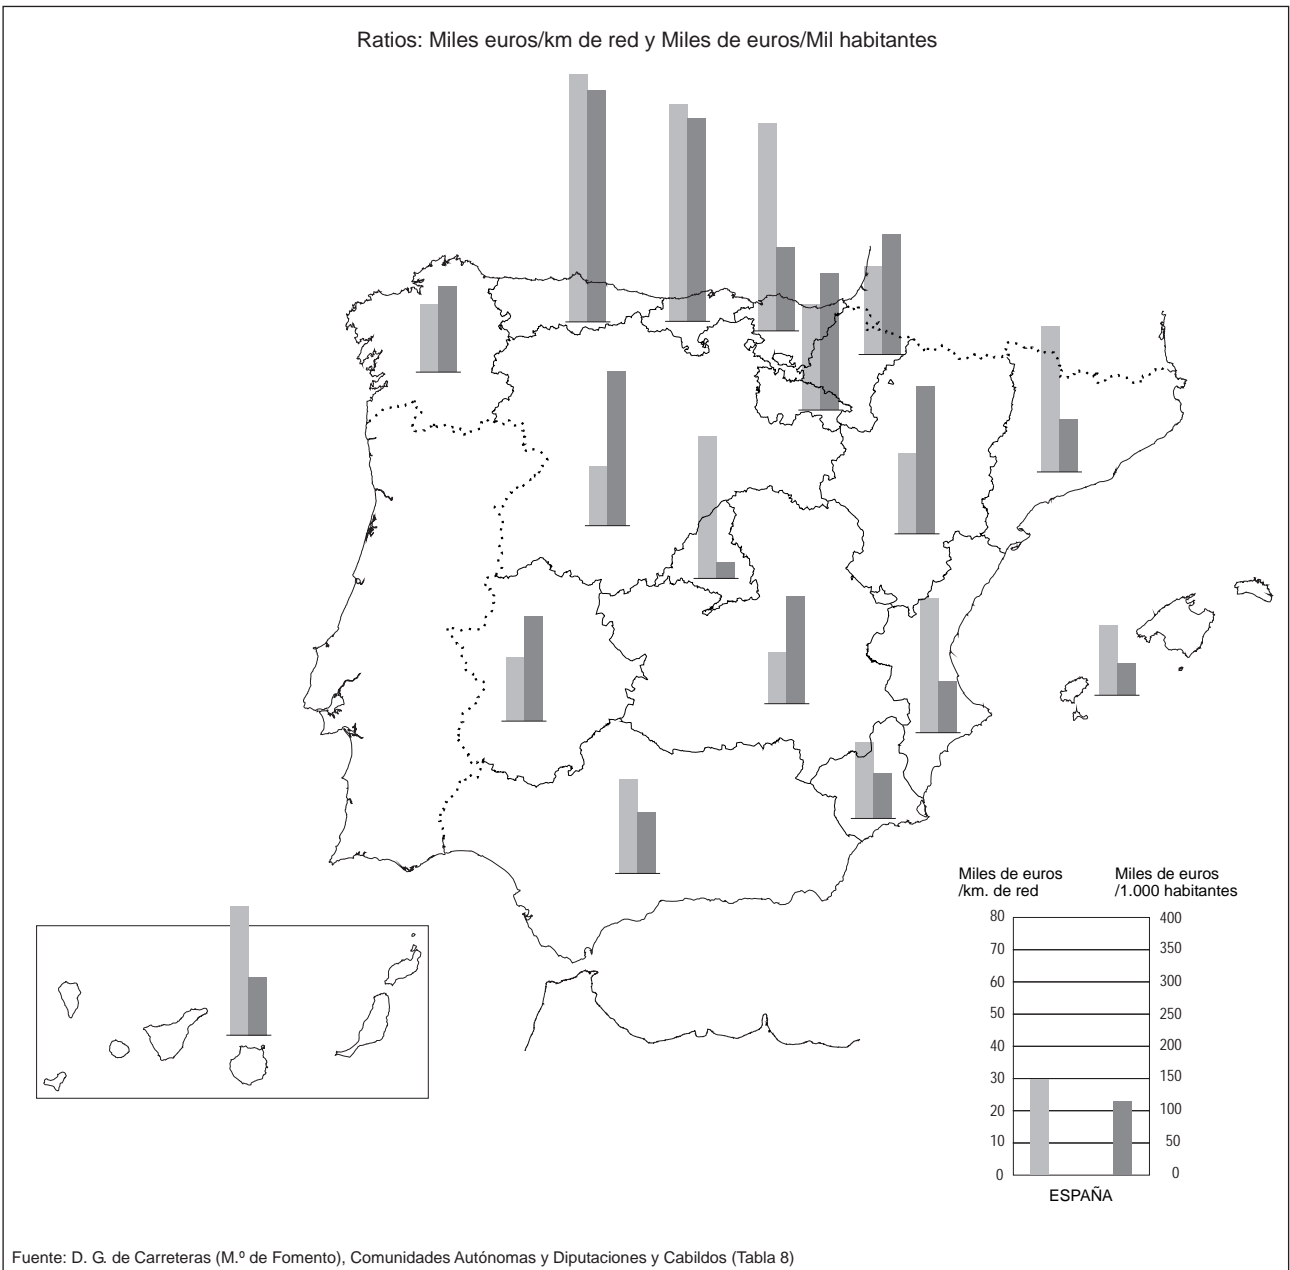 Ratios: Miles euros/km de red y Miles de euros/Mil habitantes
Miles de euros
/km. de red
Miles de euros
/1.000 habitantes
80 400
70 350
60 300
50 250
40 200
30 150
20 100
10 50
0 0
ESPAÑA
Fuente: D. G. de Carreteras (M.º de Fomento), Comunidades Autónomas y Diputaciones y Cabildos (Tabla 8)